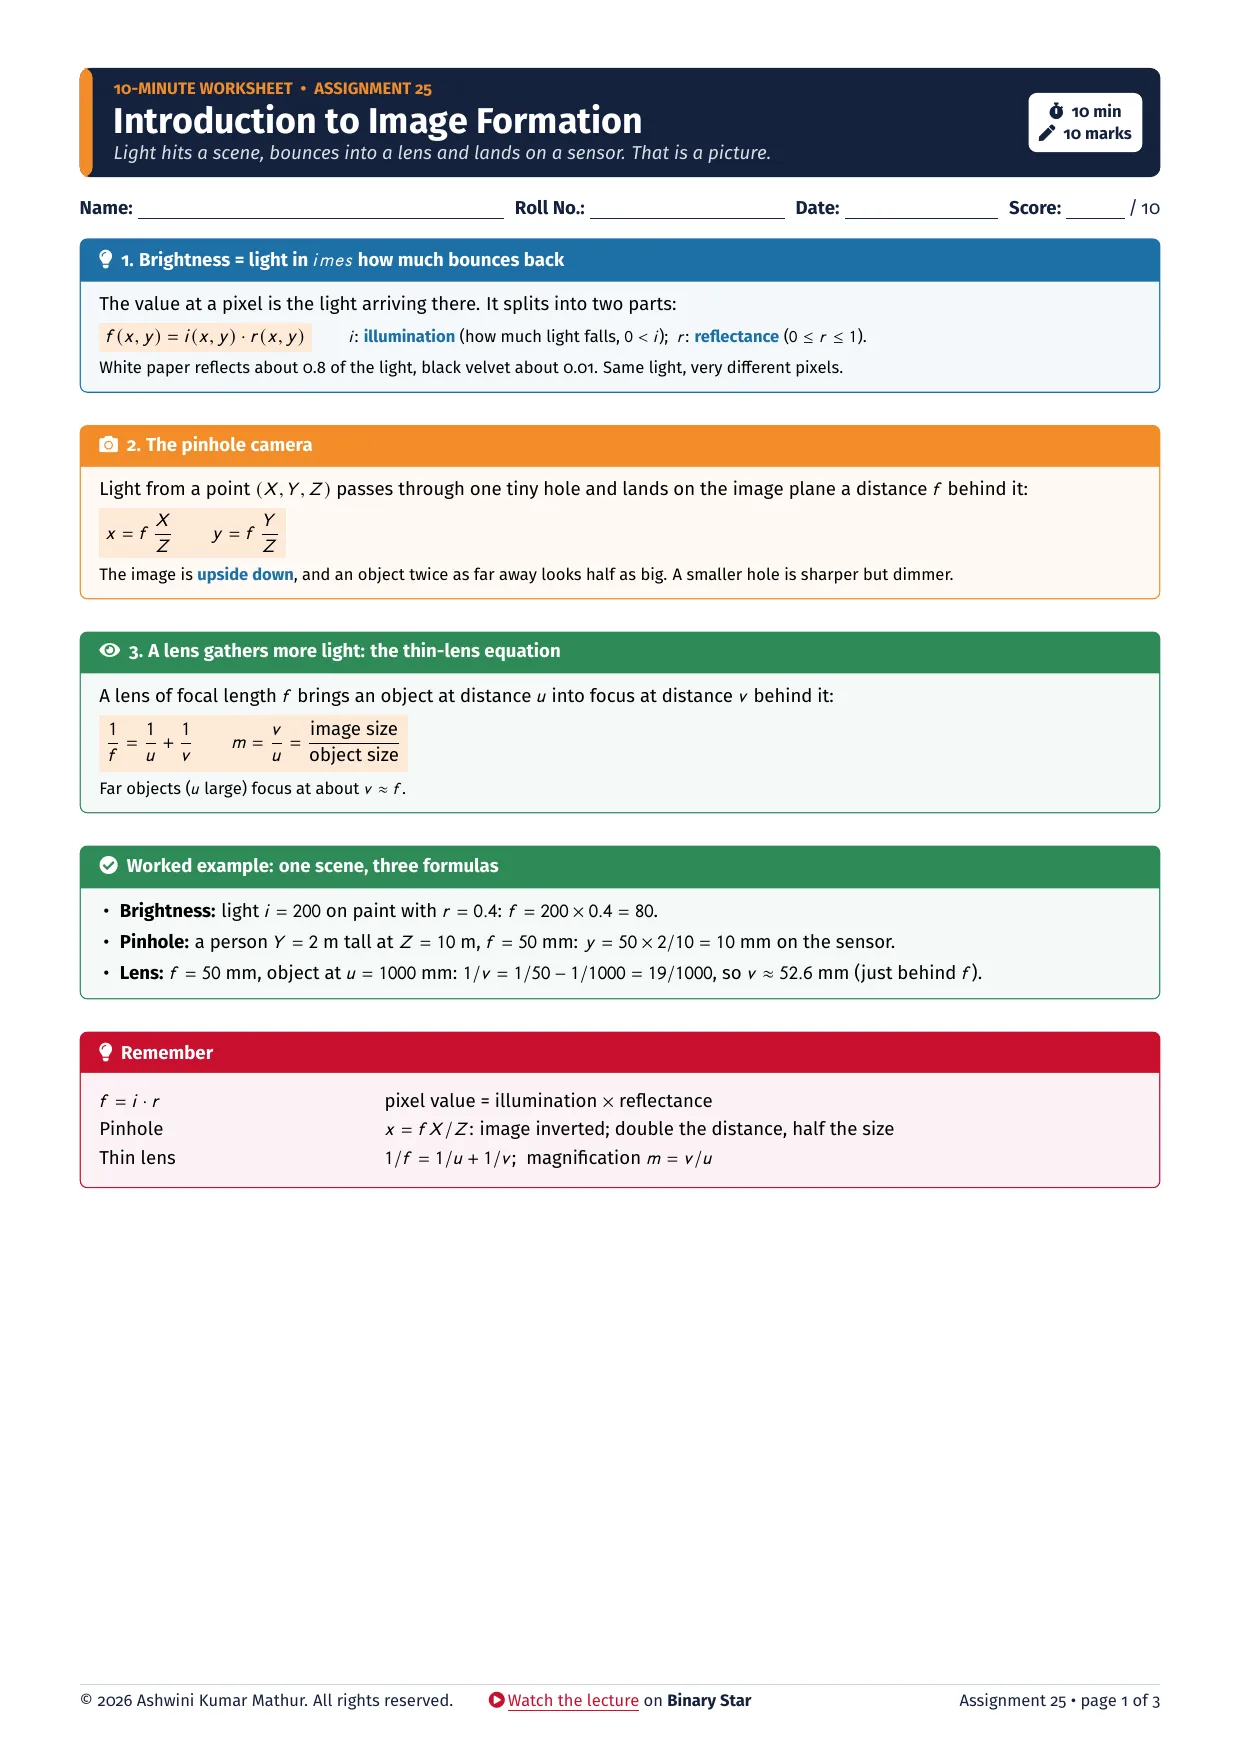 10-MINUTE WORKSHEET • ASSIGNMENT 25
Introduction to Image Formation
Light hits a scene, bounces into a lens and lands on a sensor. That is a picture.
10 min
10 marks
Name: Roll No.: Date: Score: / 10
1. Brightness = light in imes how much bounces back
The value at a pixel is the light arriving there. It splits into two parts:
f(x, y) = i(x, y) · r(x, y) i: illumination (how much light falls, 0 < i); r: reflectance (0 ≤ r ≤ 1).
White paper reflects about 0.8 of the light, black velvet about 0.01. Same light, very different pixels.
2. The pinhole camera
Light from a point (X, Y, Z) passes through one tiny hole and lands on the image plane a distance f behind it:
x = f X/Z y = f Y/Z
The image is upside down, and an object twice as far away looks half as big. A smaller hole is sharper but dimmer.
3. A lens gathers more light: the thin-lens equation
A lens of focal length f brings an object at distance u into focus at distance v behind it:
1/f = 1/u + 1/v m = v/u = image size/object size
Far objects (u large) focus at about v ≈ f.
Worked example: one scene, three formulas
• Brightness: light i = 200 on paint with r = 0.4: f = 200 × 0.4 = 80.
• Pinhole: a person Y = 2 m tall at Z = 10 m, f = 50 mm: y = 50 × 2/10 = 10 mm on the sensor.
• Lens: f = 50 mm, object at u = 1000 mm: 1/v = 1/50 − 1/1000 = 19/1000, so v ≈ 52.6 mm (just behind f).
Remember
f = i · r pixel value = illumination × reflectance
Pinhole x = f X/Z: image inverted; double the distance, half the size
Thin lens 1/f = 1/u + 1/v; magnification m = v/u
© 2026 Ashwini Kumar Mathur. All rights reserved. Watch the lecture on Binary Star Assignment 25 • page 1 of 3